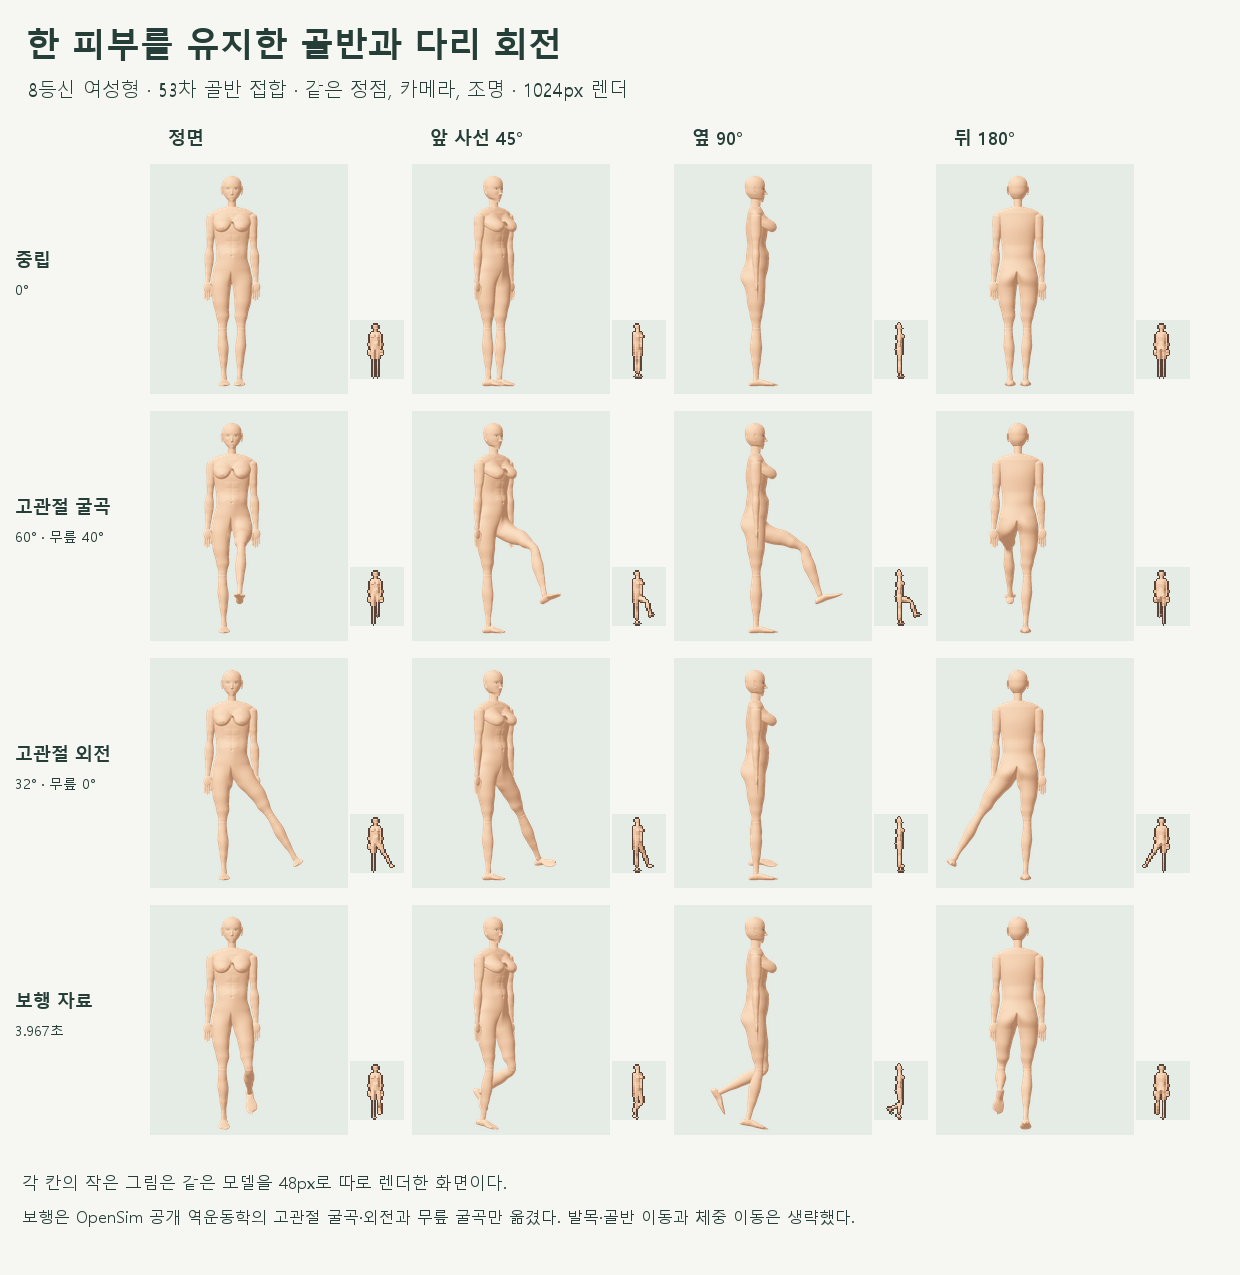 한 피부를 유지한 골반과 다리 회전
8등신 여성형 · 53차 골반 접합 · 같은 정점, 카메라, 조명 · 1024px 렌더
정면 앞 사선 45° 옆 90° 뒤 180°
중립
0°
고관절 굴곡
60° · 무릎 40°
고관절 외전
32° · 무릎 0°
보행 자료
3.967초
각 칸의 작은 그림은 같은 모델을 48px로 따로 렌더한 화면이다.
보행은 OpenSim 공개 역운동학의 고관절 굴곡·외전과 무릎 굴곡만 옮겼다. 발목·골반 이동과 체중 이동은 생략했다.